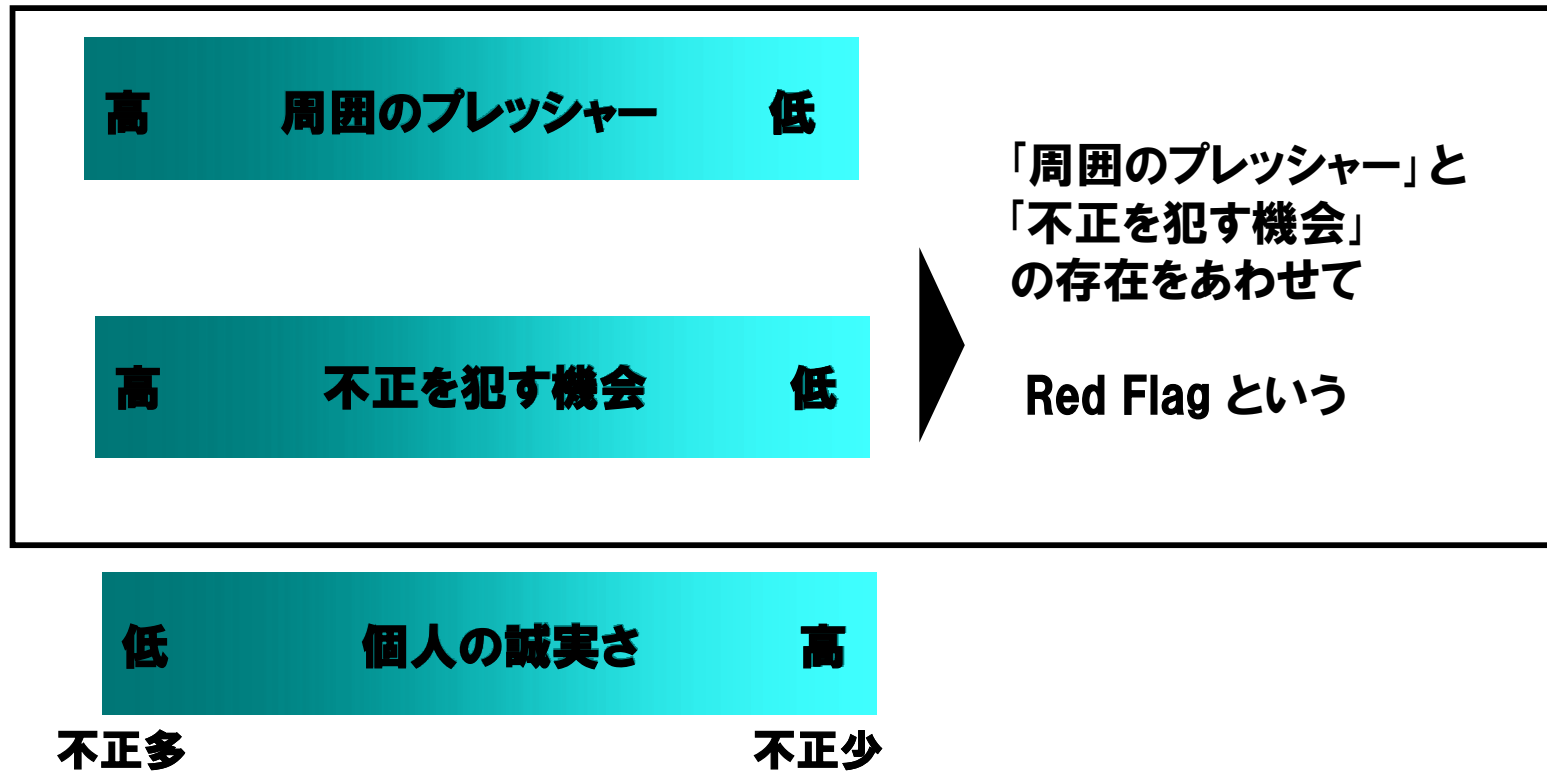 高 周囲のプレッシャー 低
「周囲のプレッシャー」と
「不正を犯す機会」
の存在をあわせて
高 不正を犯す機会 低
Red Flag という
低 個人の誠実さ 高
不正多 不正少